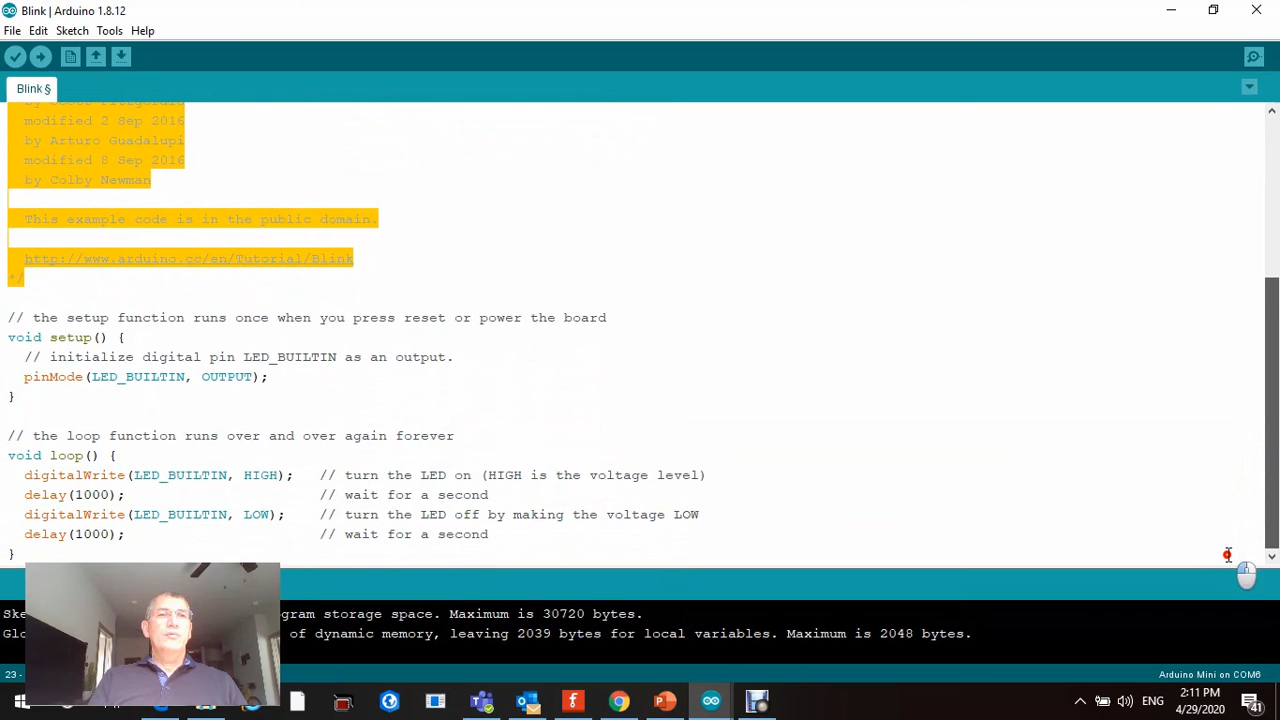 Blink | Arduino 1.8.12
File Edit Sketch Tools Help
Blink §
by Scott Fitzgerald
modified 2 Sep 2016
by Arturo Guadalupi
modified 8 Sep 2016
by Colby Newman
This example code is in the public domain.
http://www.arduino.cc/en/Tutorial/Blink
*/
// the setup function runs once when you press reset or power the board
void setup() {
// initialize digital pin LED_BUILTIN as an output.
pinMode(LED_BUILTIN, OUTPUT);
}
// the loop function runs over and over again forever
void loop() {
digitalWrite(LED_BUILTIN, HIGH); // turn the LED on (HIGH is the voltage level)
delay(1000); // wait for a second
digitalWrite(LED_BUILTIN, LOW); // turn the LED off by making the voltage LOW
delay(1000); // wait for a second
}
Ske gram storage space. Maximum is 30720 bytes.
Glo of dynamic memory, leaving 2039 bytes for local variables. Maximum is 2048 bytes.
23 - Arduino Mini on COM6
ENG
2:11 PM
4/29/2020
41